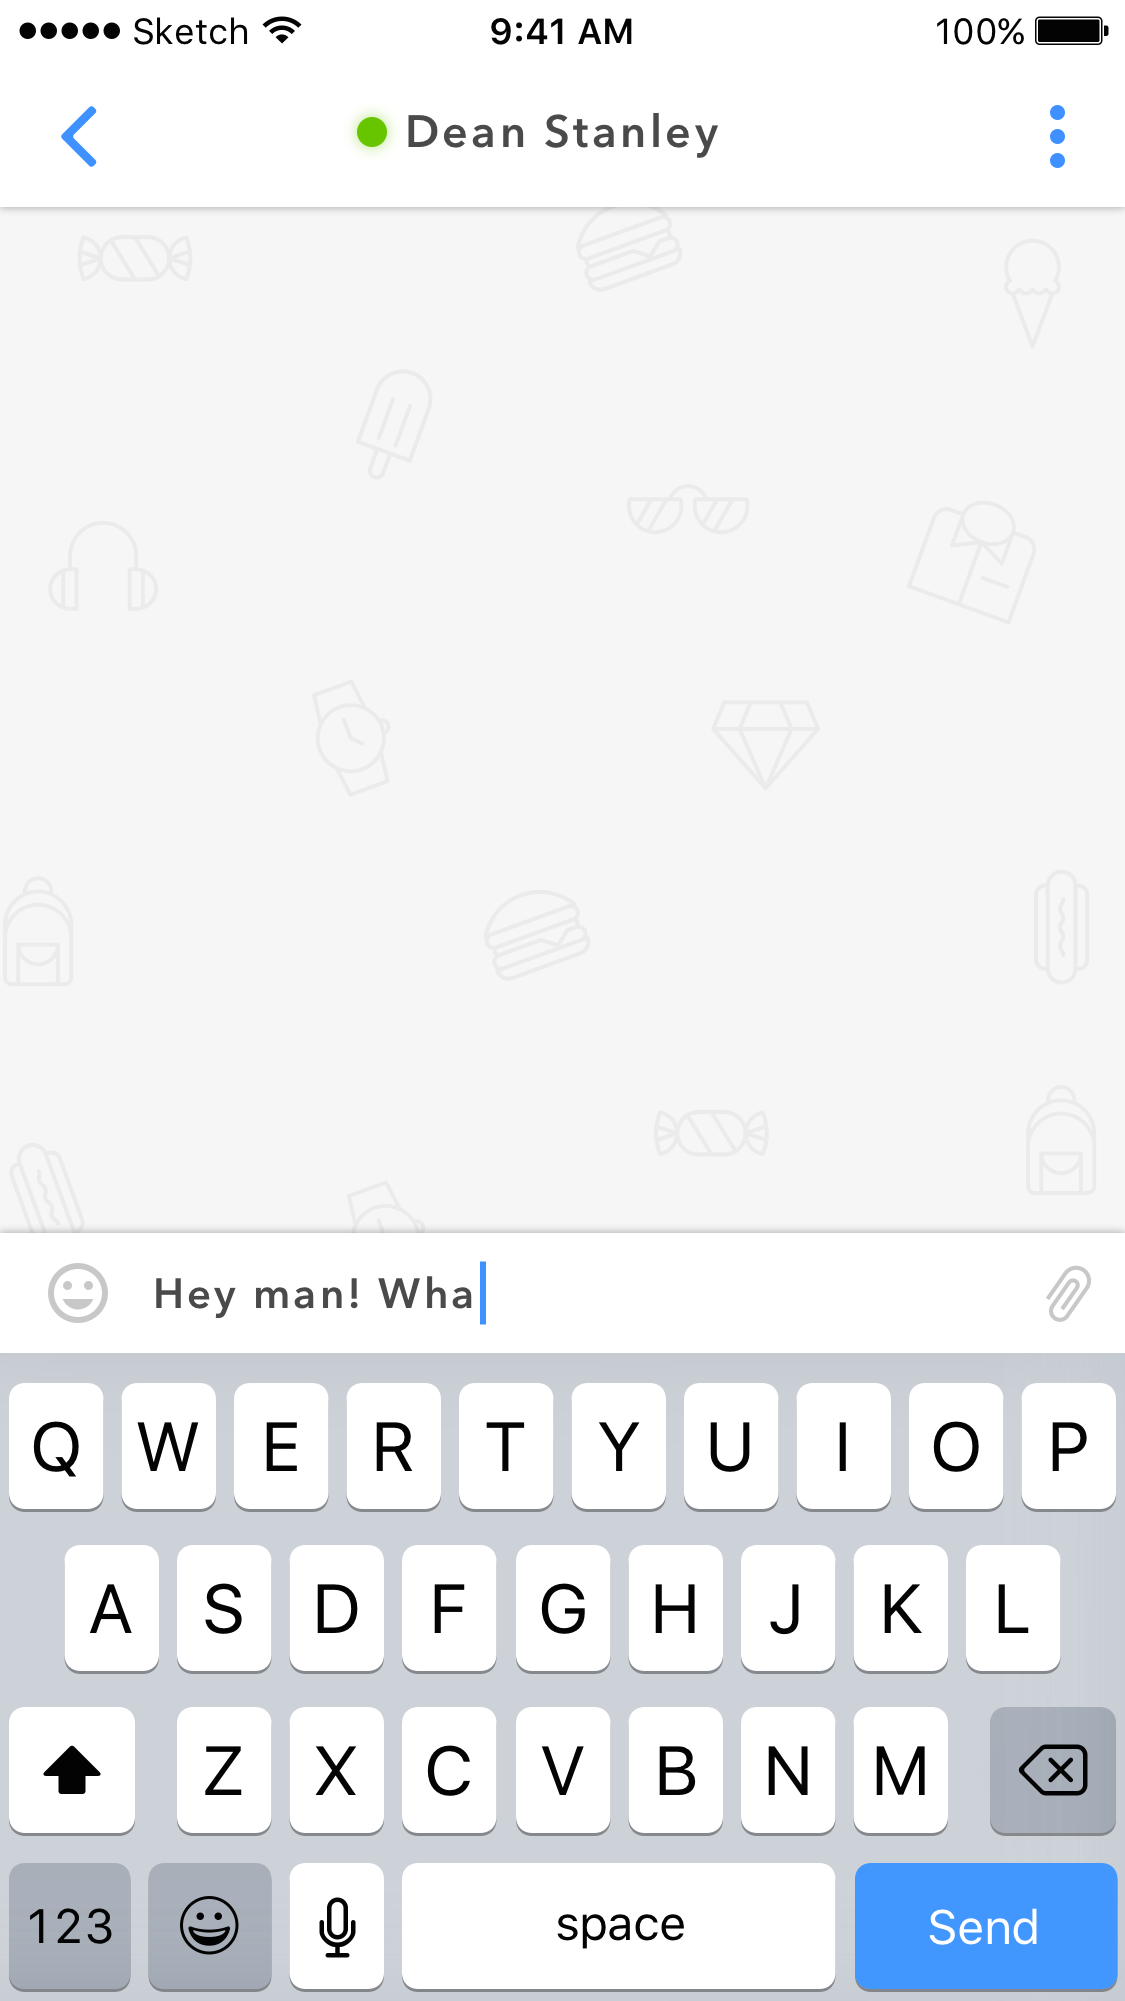 Sketch 9:41 AM 100%
Dean Stanley
Hey man! Wha
Q W E R T Y U I O P
A S D F G H J K L
Z X C V B N M
123 space Send